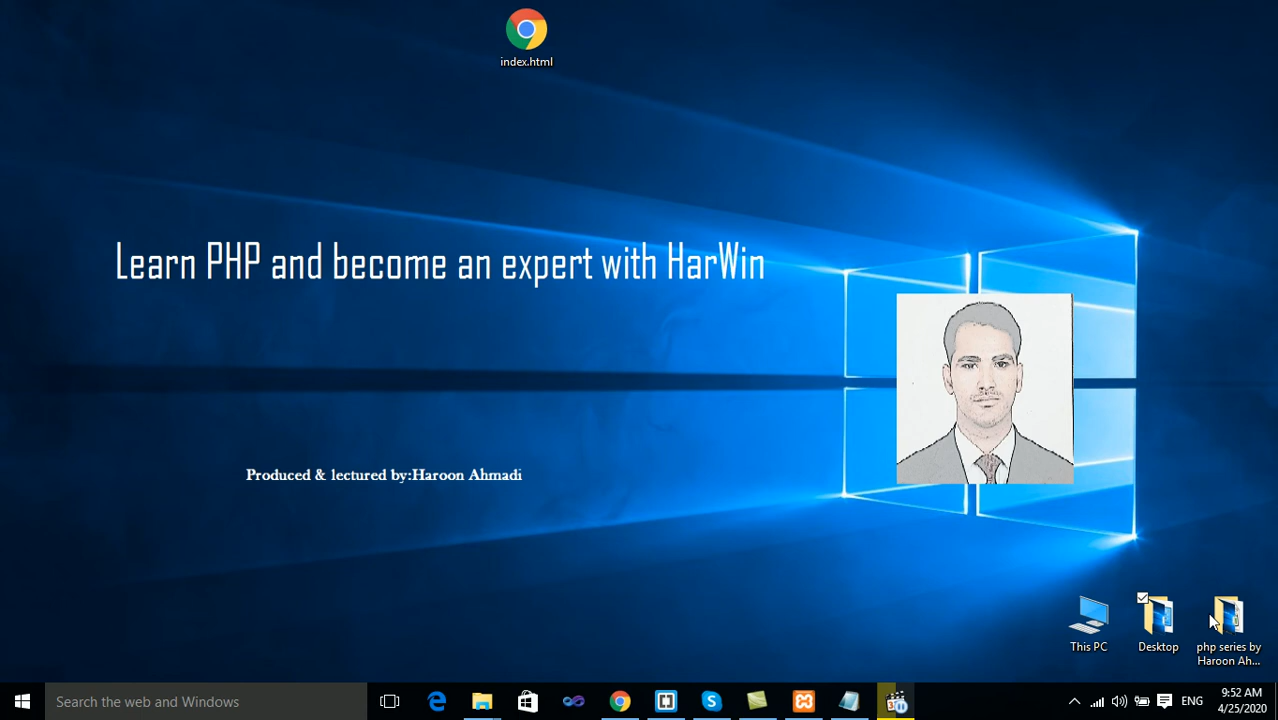 index.html
Learn PHP and become an expert with HarWin
Produced & lectured by:Haroon Ahmadi
This PC
Desktop
php series by
Haroon Ah...
Search the web and Windows
ENG
9:52 AM
4/25/2020